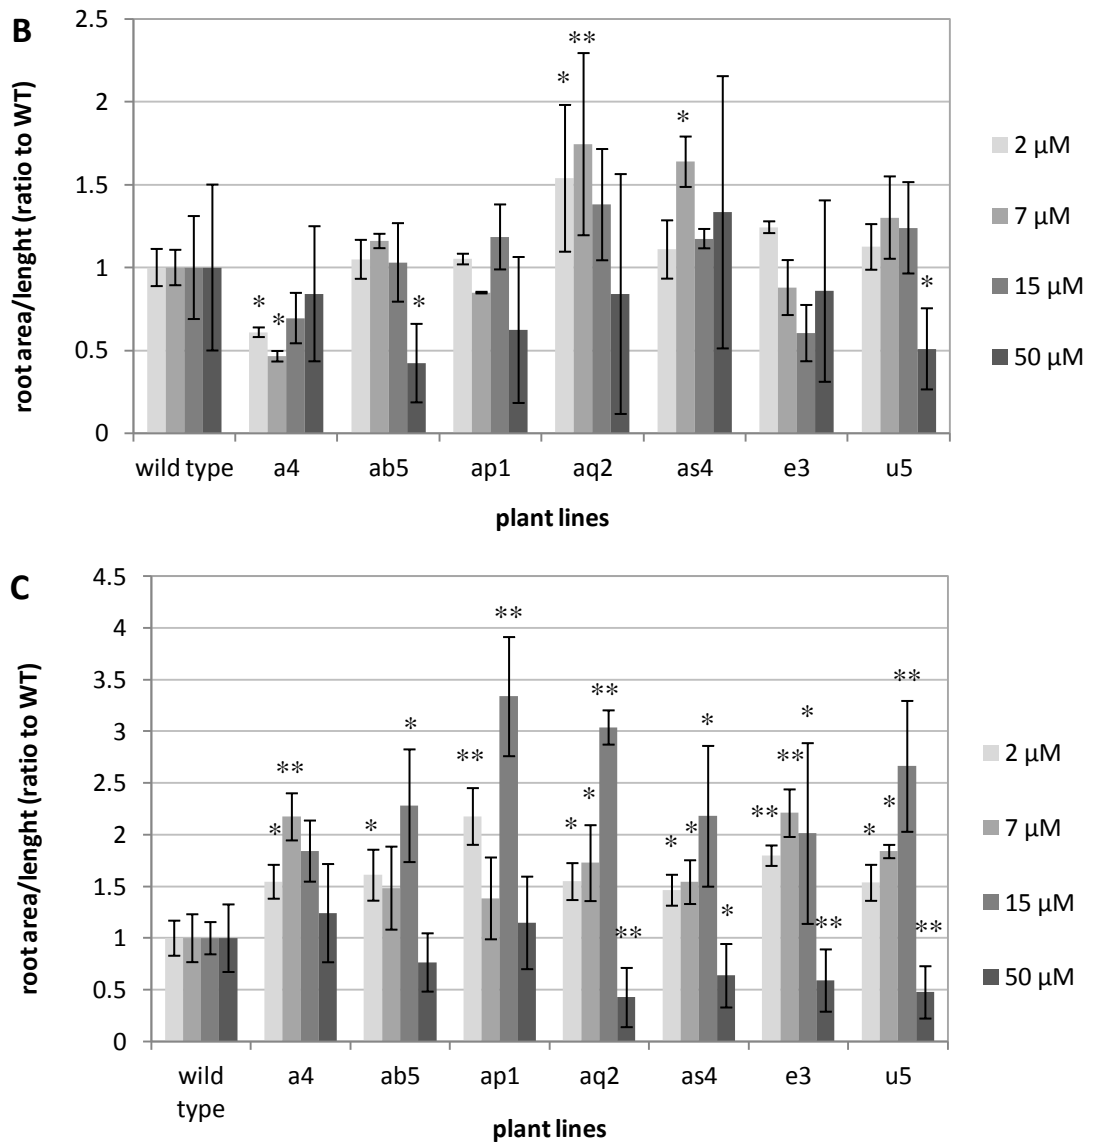 B
root area/lenght (ratio to WT)
2.5
2
1.5
1
0.5
0
* * ** * * * *
wild type a4 ab5 ap1 aq2 as4 e3 u5
plant lines
2 µM
7 µM
15 µM
50 µM
C
root area/lenght (ratio to WT)
4.5
4
3.5
3
2.5
2
1.5
1
0.5
0
* ** * * ** ** * * ** ** * * * * ** ** * ** * * ** **
wild type a4 ab5 ap1 aq2 as4 e3 u5
plant lines
2 µM
7 µM
15 µM
50 µM